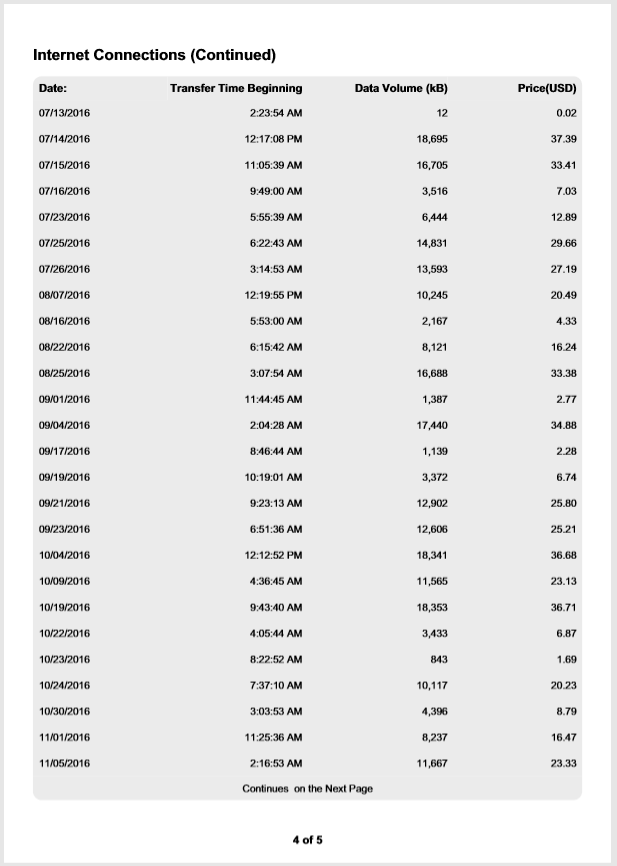 Internet Connections (Continued)
Date: Transfer Time Beginning Data Volume (kB) Price(USD)
07/13/2016 2:23:54 AM 12 0.02
07/14/2016 12:17:08 PM 18,695 37.39
07/15/2016 11:05:39 AM 16,705 33.41
07/16/2016 9:49:00 AM 3,516 7.03
07/23/2016 5:55:39 AM 6,444 12.89
07/25/2016 6:22:43 AM 14,831 29.66
07/26/2016 3:14:53 AM 13,593 27.19
08/07/2016 12:19:55 PM 10,245 20.49
08/16/2016 5:53:00 AM 2,167 4.33
08/22/2016 6:15:42 AM 8,121 16.24
08/25/2016 3:07:54 AM 16,688 33.38
09/01/2016 11:44:45 AM 1,387 2.77
09/04/2016 2:04:28 AM 17,440 34.88
09/17/2016 8:46:44 AM 1,139 2.28
09/19/2016 10:19:01 AM 3,372 6.74
09/21/2016 9:23:13 AM 12,902 25.80
09/23/2016 6:51:36 AM 12,606 25.21
10/04/2016 12:12:52 PM 18,341 36.68
10/09/2016 4:36:45 AM 11,565 23.13
10/19/2016 9:43:40 AM 18,353 36.71
10/22/2016 4:05:44 AM 3,433 6.87
10/23/2016 8:22:52 AM 843 1.69
10/24/2016 7:37:10 AM 10,117 20.23
10/30/2016 3:03:53 AM 4,396 8.79
11/01/2016 11:25:36 AM 8,237 16.47
11/05/2016 2:16:53 AM 11,667 23.33
Continues on the Next Page
4 of 5